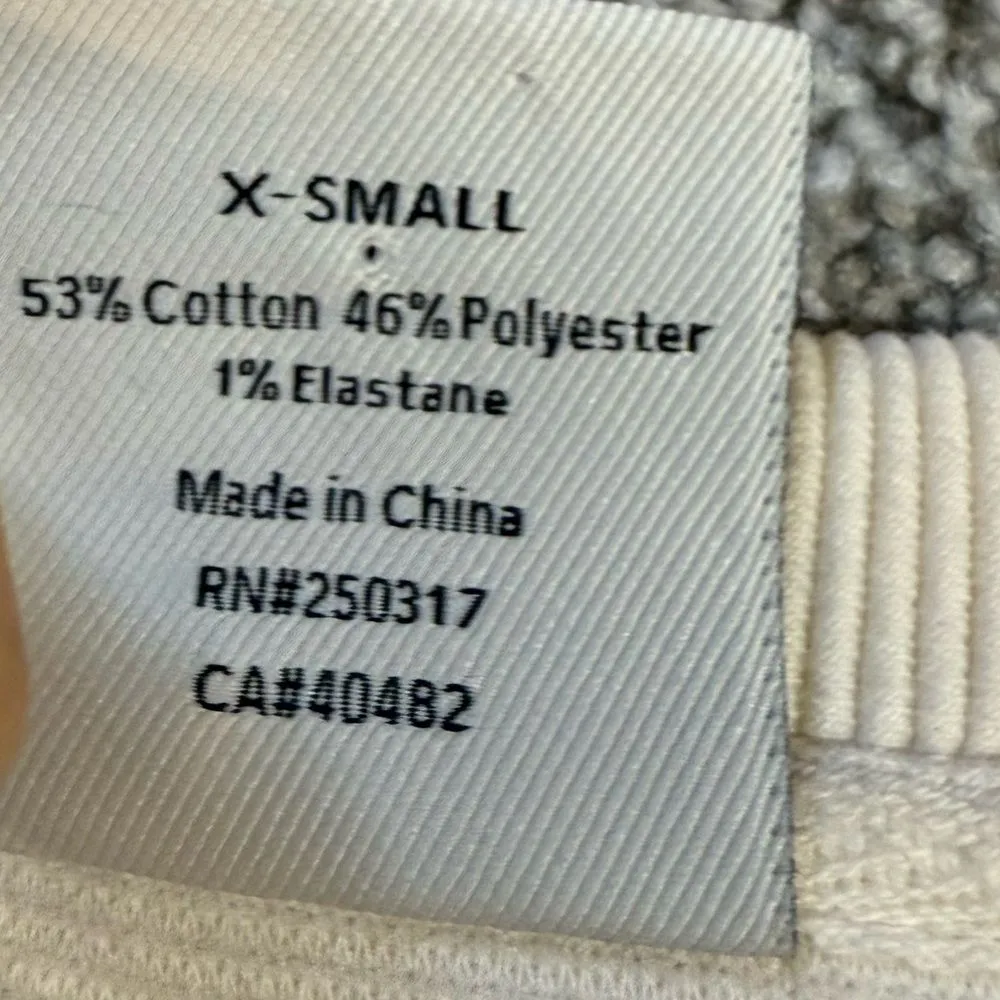 X-SMALL
53% Cotton 46% Polyester
1% Elastane
Made in China
RN#250317
CA#40482